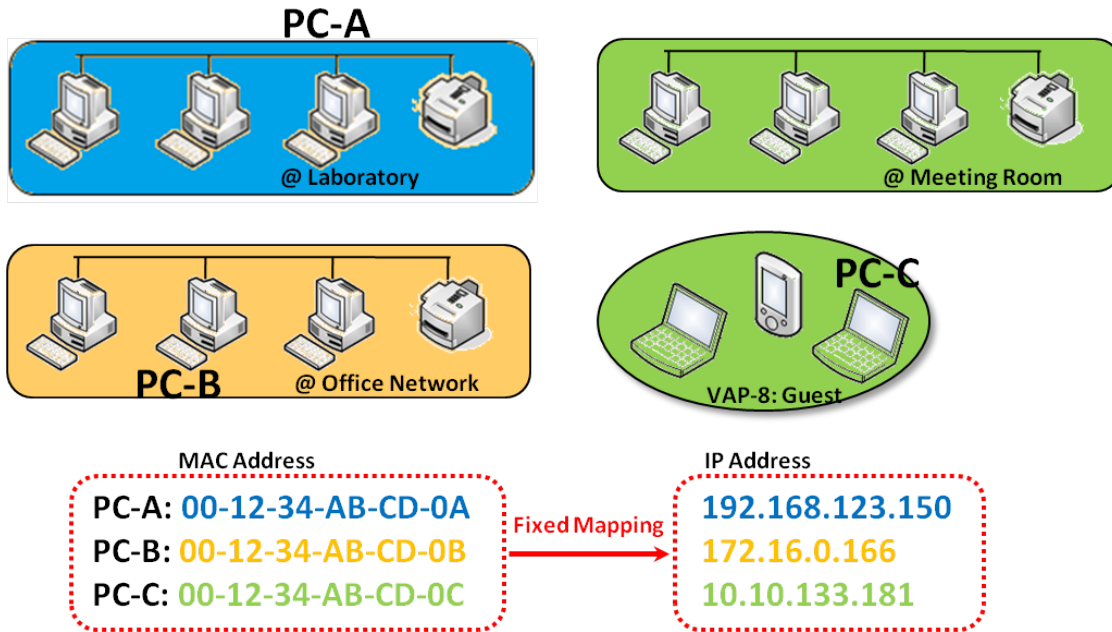 PC-A
@ Laboratory
@ Meeting Room
PC-B
@ Office Network
PC-C
VAP-8: Guest
MAC Address
PC-A: 00-12-34-AB-CD-0A
PC-B: 00-12-34-AB-CD-0B
PC-C: 00-12-34-AB-CD-0C
Fixed Mapping
IP Address
192.168.123.150
172.16.0.166
10.10.133.181